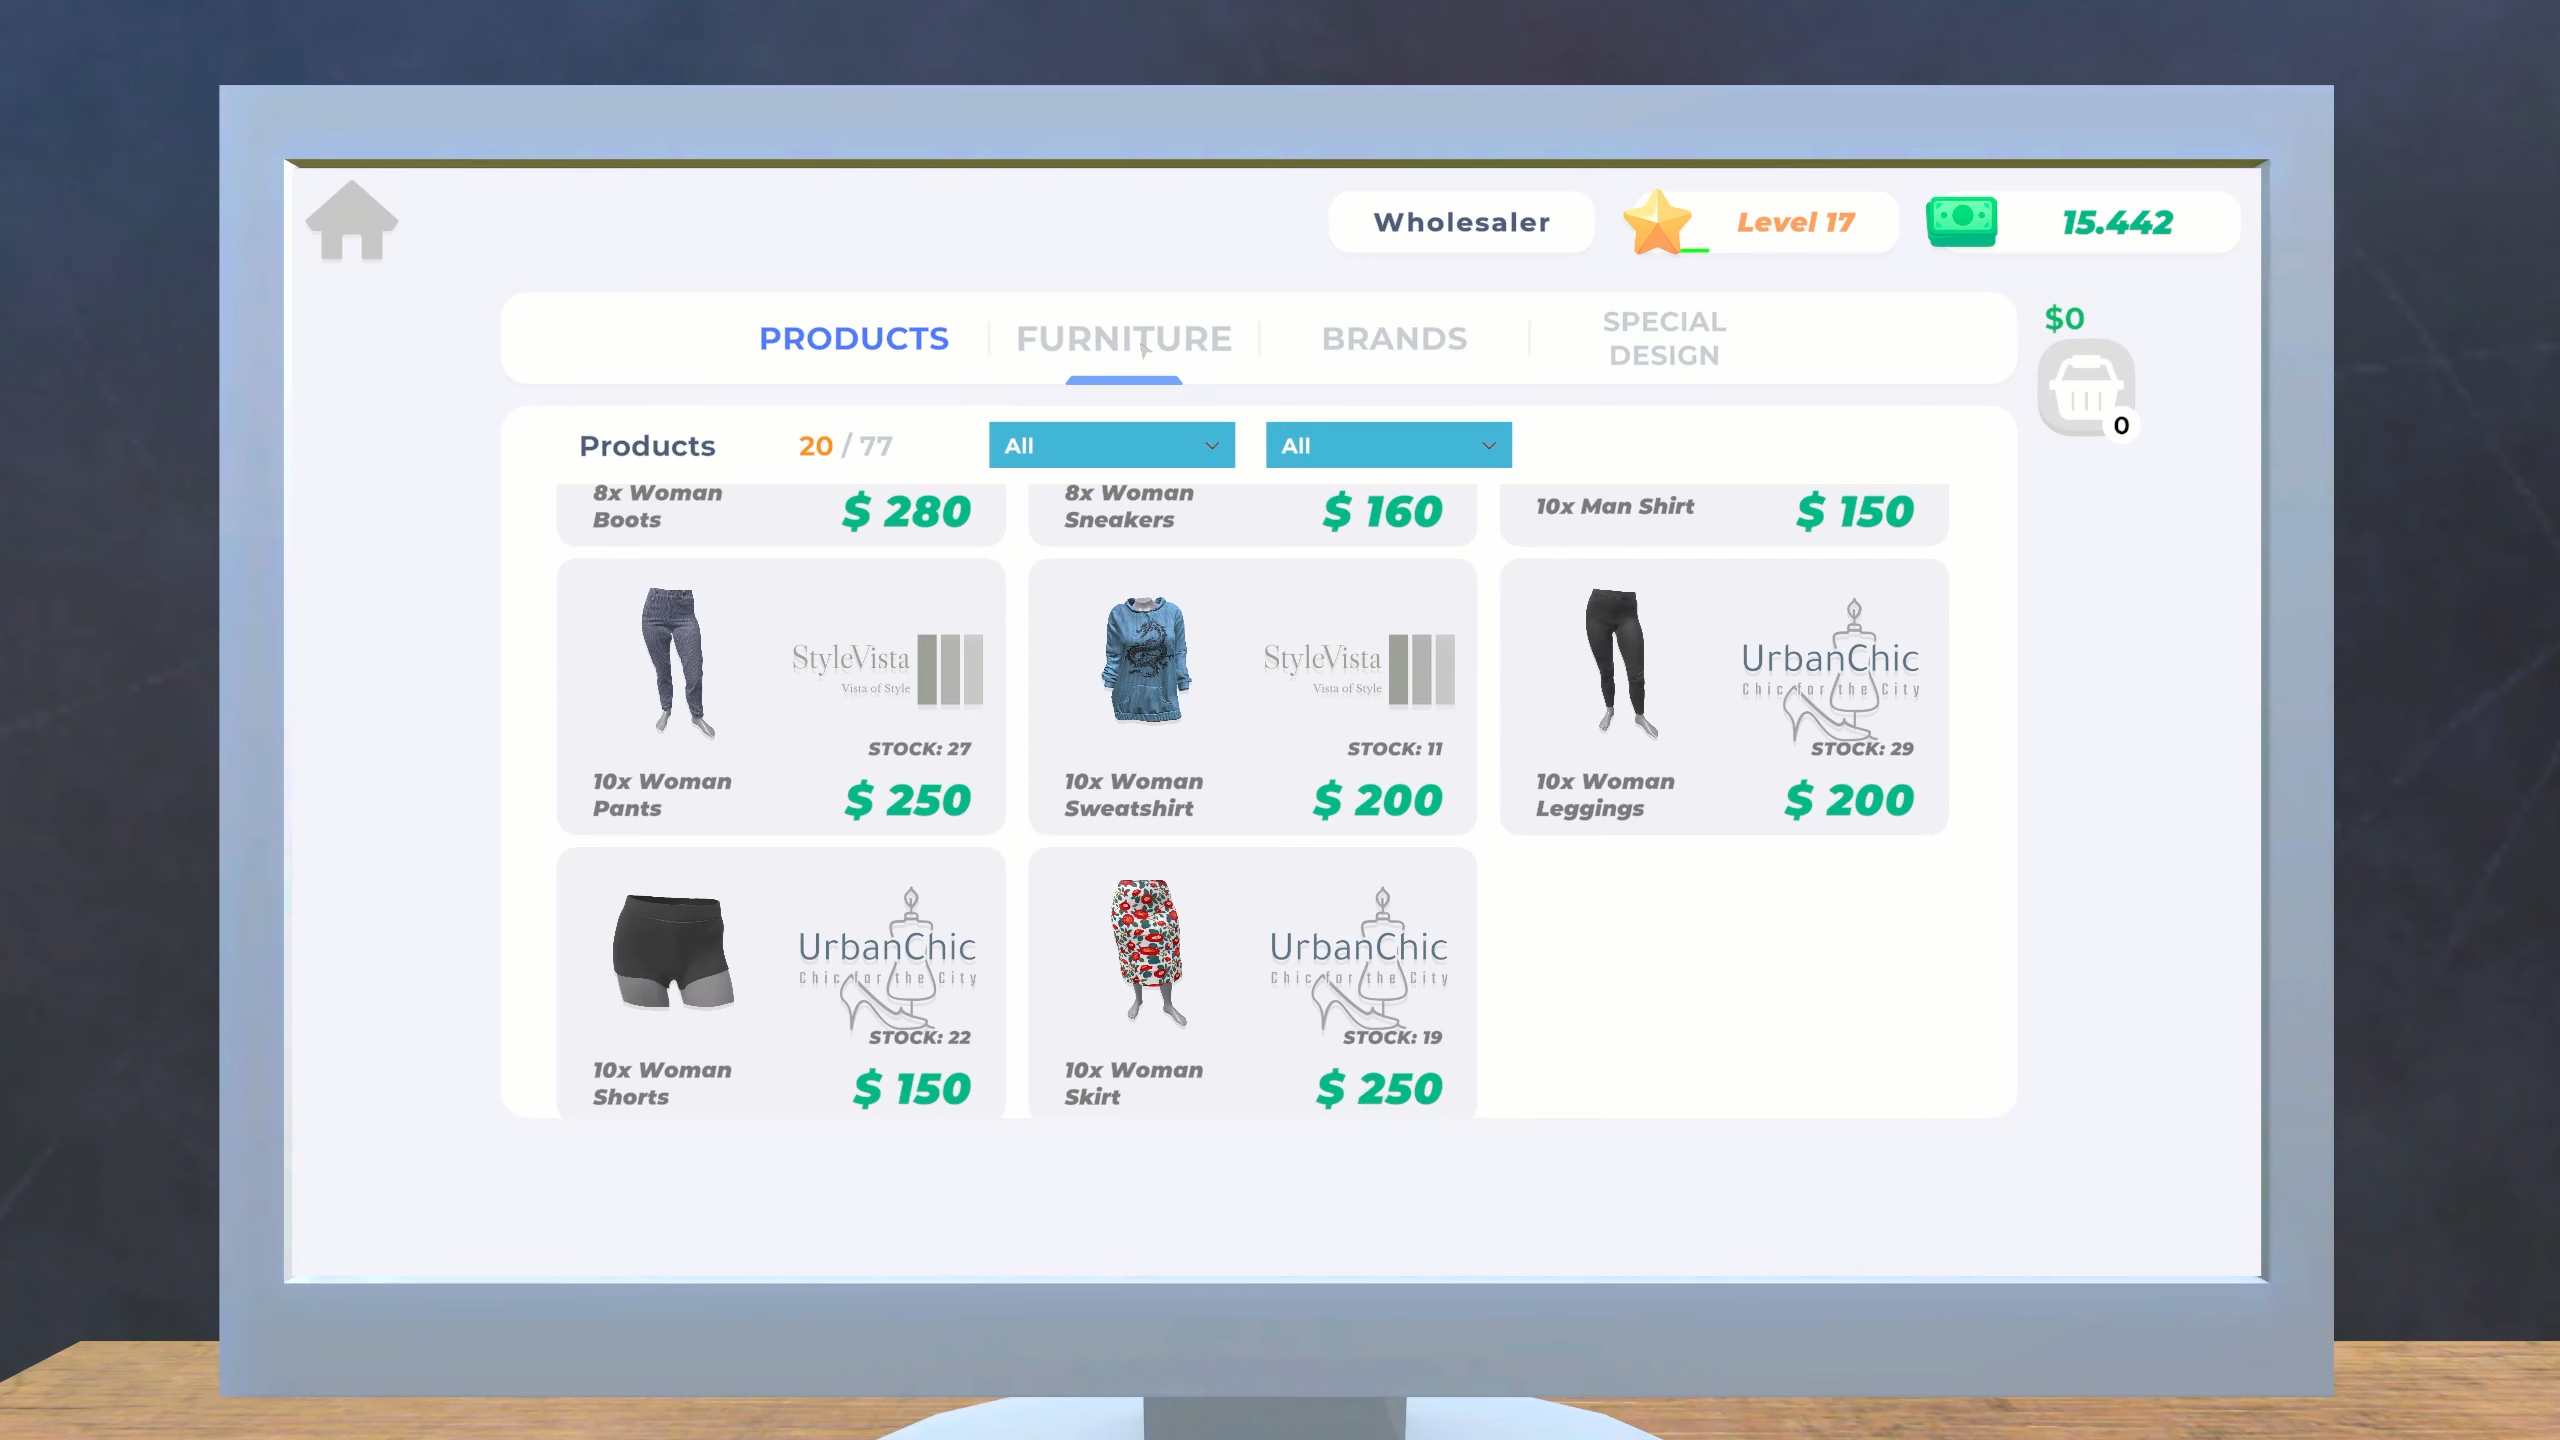 Wholesaler
Level 17
15.442
PRODUCTS
FURNITURE
BRANDS
SPECIAL
DESIGN
$0
0
Products
20 / 77
All
All
8x Woman
Boots
$ 280
8x Woman
Sneakers
$ 160
10x Man Shirt
$ 150
StyleVista
Vista of Style
STOCK: 27
10x Woman
Pants
$ 250
StyleVista
Vista of Style
STOCK: 11
10x Woman
Sweatshirt
$ 200
UrbanChic
Chic for the City
STOCK: 29
10x Woman
Leggings
$ 200
UrbanChic
Chic for the City
STOCK: 22
10x Woman
Shorts
$ 150
UrbanChic
Chic for the City
STOCK: 19
10x Woman
Skirt
$ 250